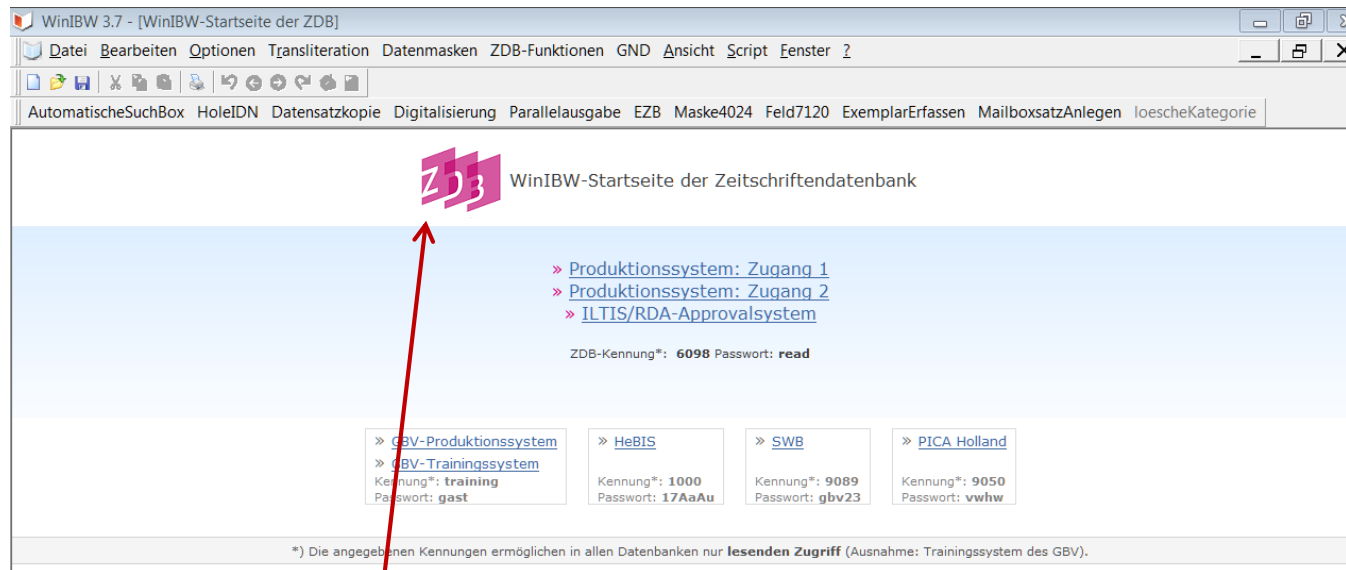 WinIBW 3.7 - [WinIBW-Startseite der ZDB]
Datei Bearbeiten Optionen Transliteration Datenmasken ZDB-Funktionen GND Ansicht Script Fenster ?
AutomatischeSuchBox HoleIDN Datensatzkopie Digitalisierung Parallelausgabe EZB Maske4024 Feld7120 ExemplarErfassen MailboxsatzAnlegen loescheKategorie
ZDB WinIBW-Startseite der Zeitschriftendatenbank
» Produktionssystem: Zugang 1
» Produktionssystem: Zugang 2
» ILTIS/RDA-Approvalsystem
ZDB-Kennung*: 6098 Passwort: read
» GBV-Produktionssystem
» GBV-Trainingssystem
Kennung*: training
Passwort: gast
» HeBIS
Kennung*: 1000
Passwort: 17AaAu
» SWB
Kennung*: 9089
Passwort: gbv23
» PICA Holland
Kennung*: 9050
Passwort: vwhw
*) Die angegebenen Kennungen ermöglichen in allen Datenbanken nur lesenden Zugriff (Ausnahme: Trainingssystem des GBV).